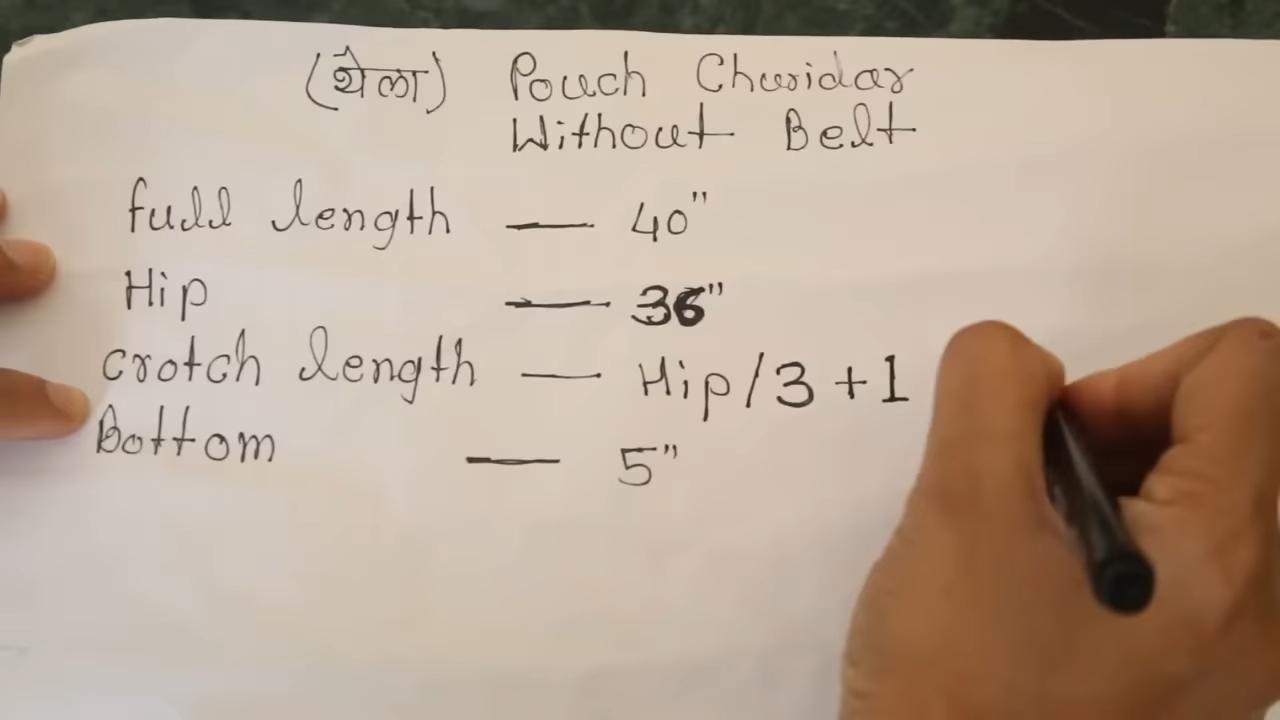 (थैला) Pouch Churidar
Without Belt
full length — 40"
Hip — 36"
crotch length — Hip/3+1
Bottom — 5"